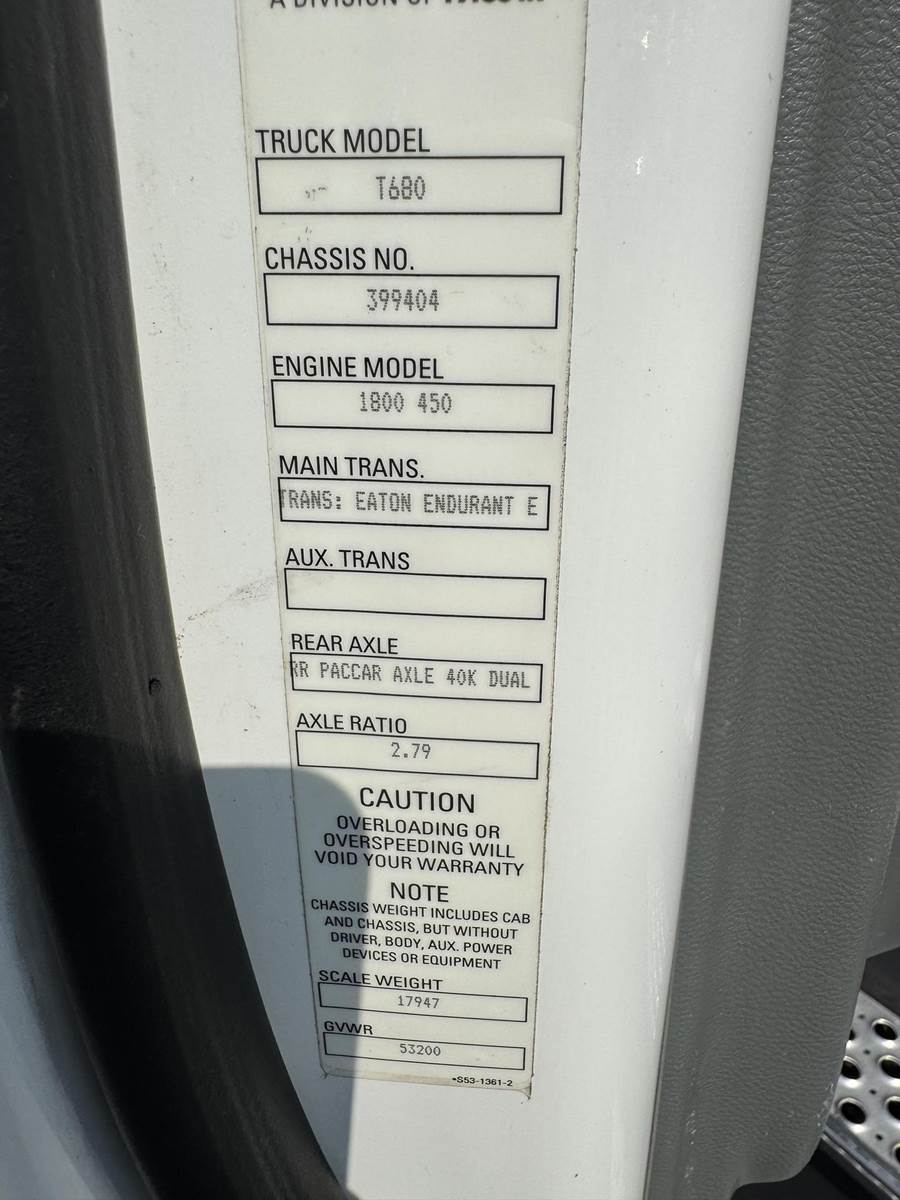 A DIVISION OF PACCAR
TRUCK MODEL
T680
CHASSIS NO.
399404
ENGINE MODEL
1800 450
MAIN TRANS.
TRANS: EATON ENDURANT E
AUX. TRANS
REAR AXLE
RR PACCAR AXLE 40K DUAL
AXLE RATIO
2.79
CAUTION
OVERLOADING OR
OVERSPEEDING WILL
VOID YOUR WARRANTY
NOTE
CHASSIS WEIGHT INCLUDES CAB
AND CHASSIS, BUT WITHOUT
DRIVER, BODY, AUX. POWER
DEVICES OR EQUIPMENT
SCALE WEIGHT
17947
GVWR
53200
•S53-1361-2